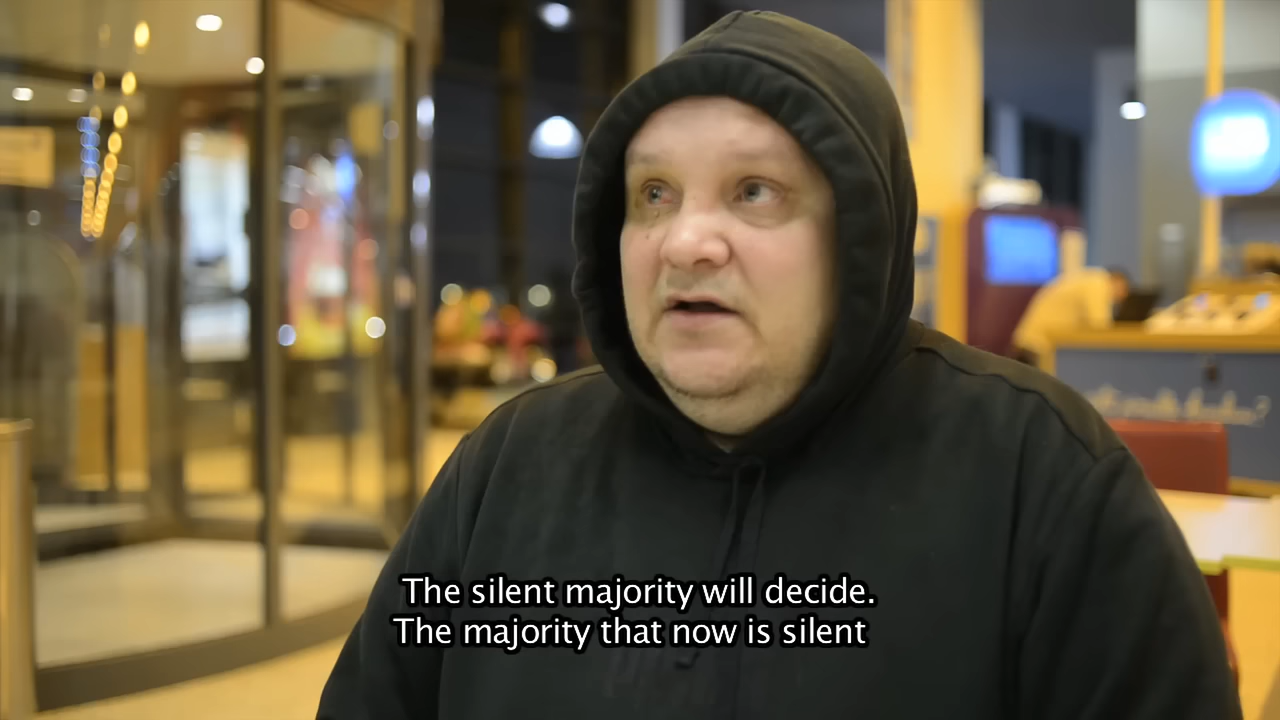 The silent majority will decide.
The majority that now is silent